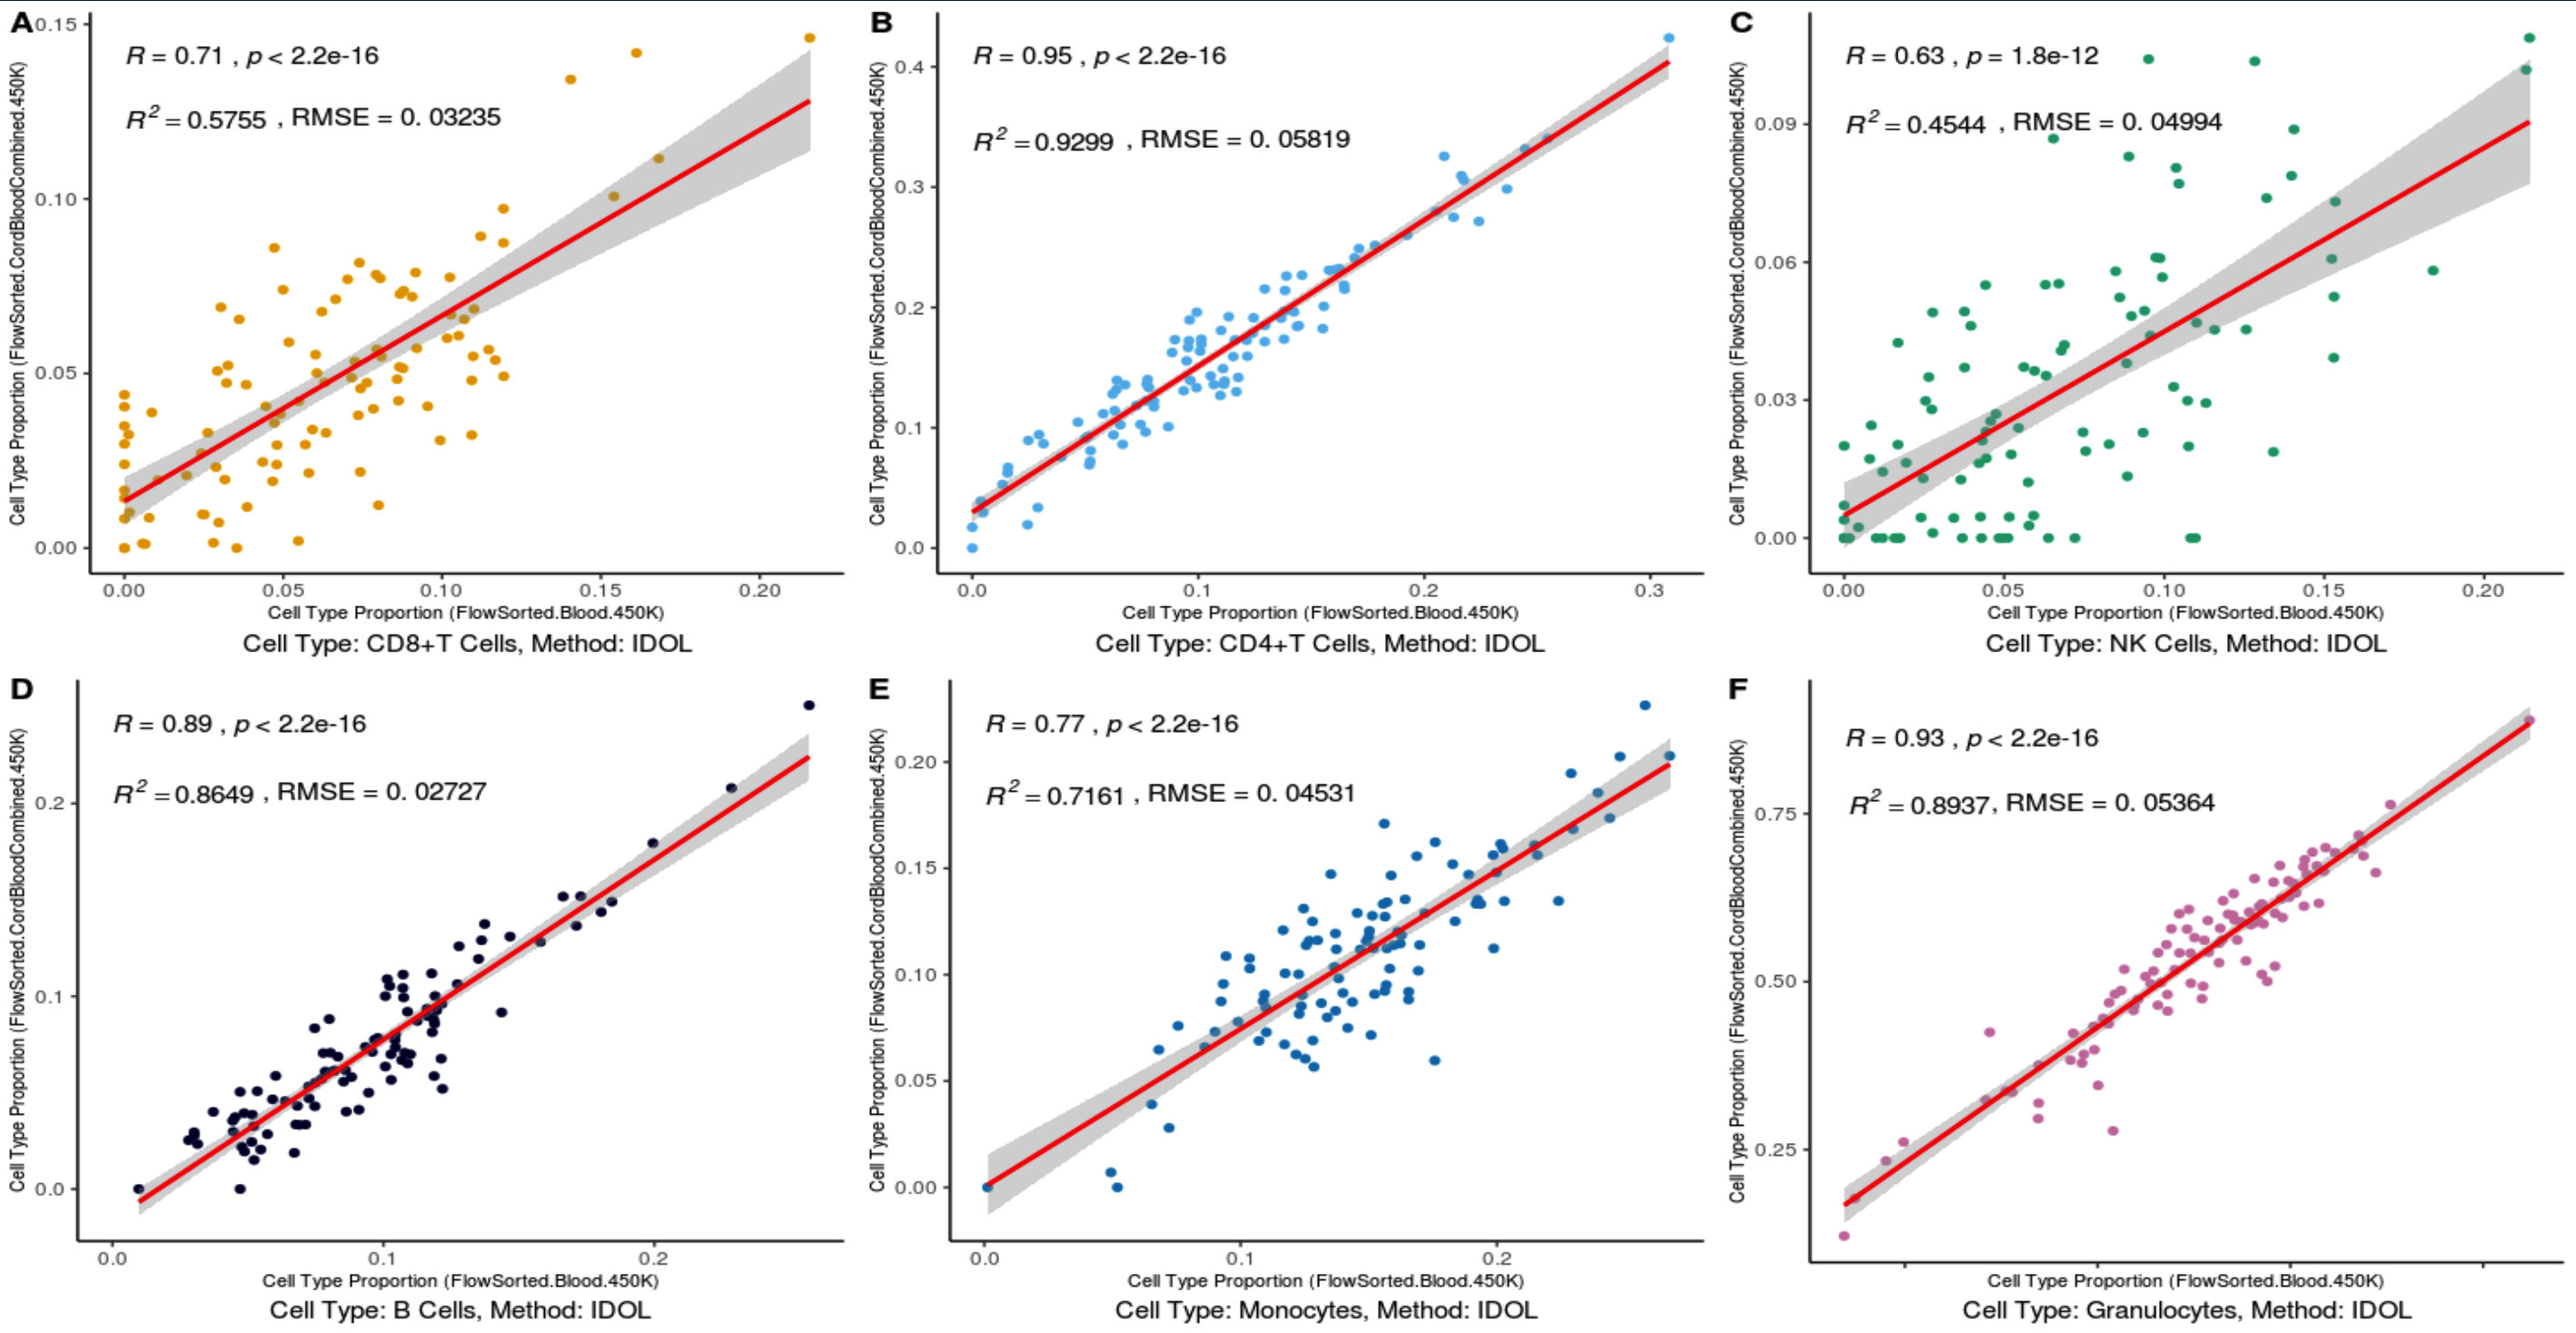 A
0.15
0.10
0.05
0.00
Cell Type Proportion (FlowSorted.CordBloodCombined.450K)
R = 0.71 , p < 2.2e-16
R² = 0.5755 , RMSE = 0. 03235
0.00 0.05 0.10 0.15 0.20
Cell Type Proportion (FlowSorted.Blood.450K)
Cell Type: CD8+T Cells, Method: IDOL
B
0.4
0.3
0.2
0.1
0.0
Cell Type Proportion (FlowSorted.CordBloodCombined.450K)
R = 0.95 , p < 2.2e-16
R² = 0.9299 , RMSE = 0. 05819
0.0 0.1 0.2 0.3
Cell Type Proportion (FlowSorted.Blood.450K)
Cell Type: CD4+T Cells, Method: IDOL
C
0.09
0.06
0.03
0.00
Cell Type Proportion (FlowSorted.CordBloodCombined.450K)
R = 0.63 , p = 1.8e-12
R² = 0.4544 , RMSE = 0. 04994
0.00 0.05 0.10 0.15 0.20
Cell Type Proportion (FlowSorted.Blood.450K)
Cell Type: NK Cells, Method: IDOL
D
0.2
0.1
0.0
Cell Type Proportion (FlowSorted.CordBloodCombined.450K)
R = 0.89 , p < 2.2e-16
R² = 0.8649 , RMSE = 0. 02727
0.0 0.1 0.2
Cell Type Proportion (FlowSorted.Blood.450K)
Cell Type: B Cells, Method: IDOL
E
0.20
0.15
0.10
0.05
0.00
Cell Type Proportion (FlowSorted.CordBloodCombined.450K)
R = 0.77 , p < 2.2e-16
R² = 0.7161 , RMSE = 0. 04531
0.0 0.1 0.2
Cell Type Proportion (FlowSorted.Blood.450K)
Cell Type: Monocytes, Method: IDOL
F
0.75
0.50
0.25
Cell Type Proportion (FlowSorted.CordBloodCombined.450K)
R = 0.93 , p < 2.2e-16
R² = 0.8937, RMSE = 0. 05364
Cell Type Proportion (FlowSorted.Blood.450K)
Cell Type: Granulocytes, Method: IDOL